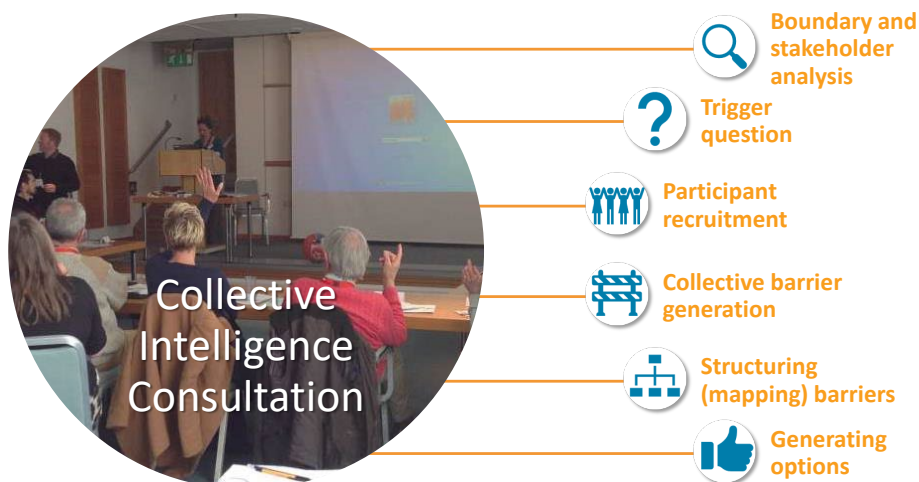 Boundary and
stakeholder
analysis
Trigger
question
Participant
recruitment
Collective
Intelligence
Consultation
Collective barrier
generation
Structuring
(mapping) barriers
Generating
options